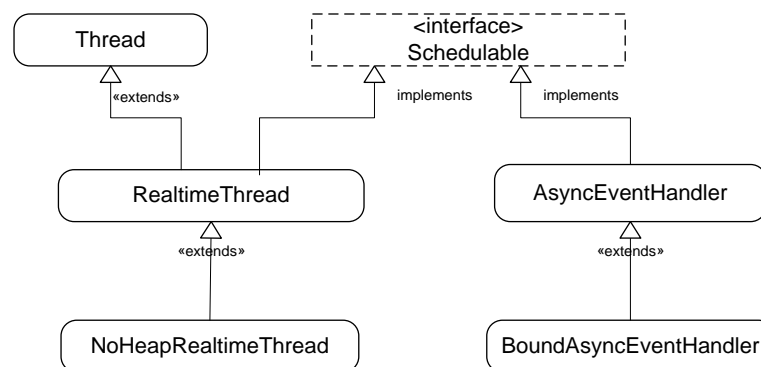 Thread
<interface>
Schedulable
«extends»
implements
implements
RealtimeThread
AsyncEventHandler
«extends»
«extends»
NoHeapRealtimeThread
BoundAsyncEventHandler